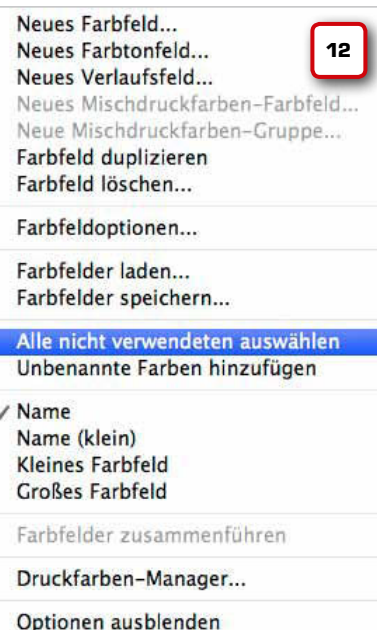 Neues Farbfeld...
12
Neues Farbtonfeld...
Neues Verlaufsfeld...
Neues Mischdruckfarben-Farbfeld...
Neue Mischdruckfarben-Gruppe...
Farbfeld duplizieren
Farbfeld löschen...
Farbfeldoptionen...
Farbfelder laden...
Farbfelder speichern...
Alle nicht verwendeten auswählen
Unbenannte Farben hinzufügen
✓ Name
Name (klein)
Kleines Farbfeld
Großes Farbfeld
Farbfelder zusammenführen
Druckfarben-Manager...
Optionen ausblenden